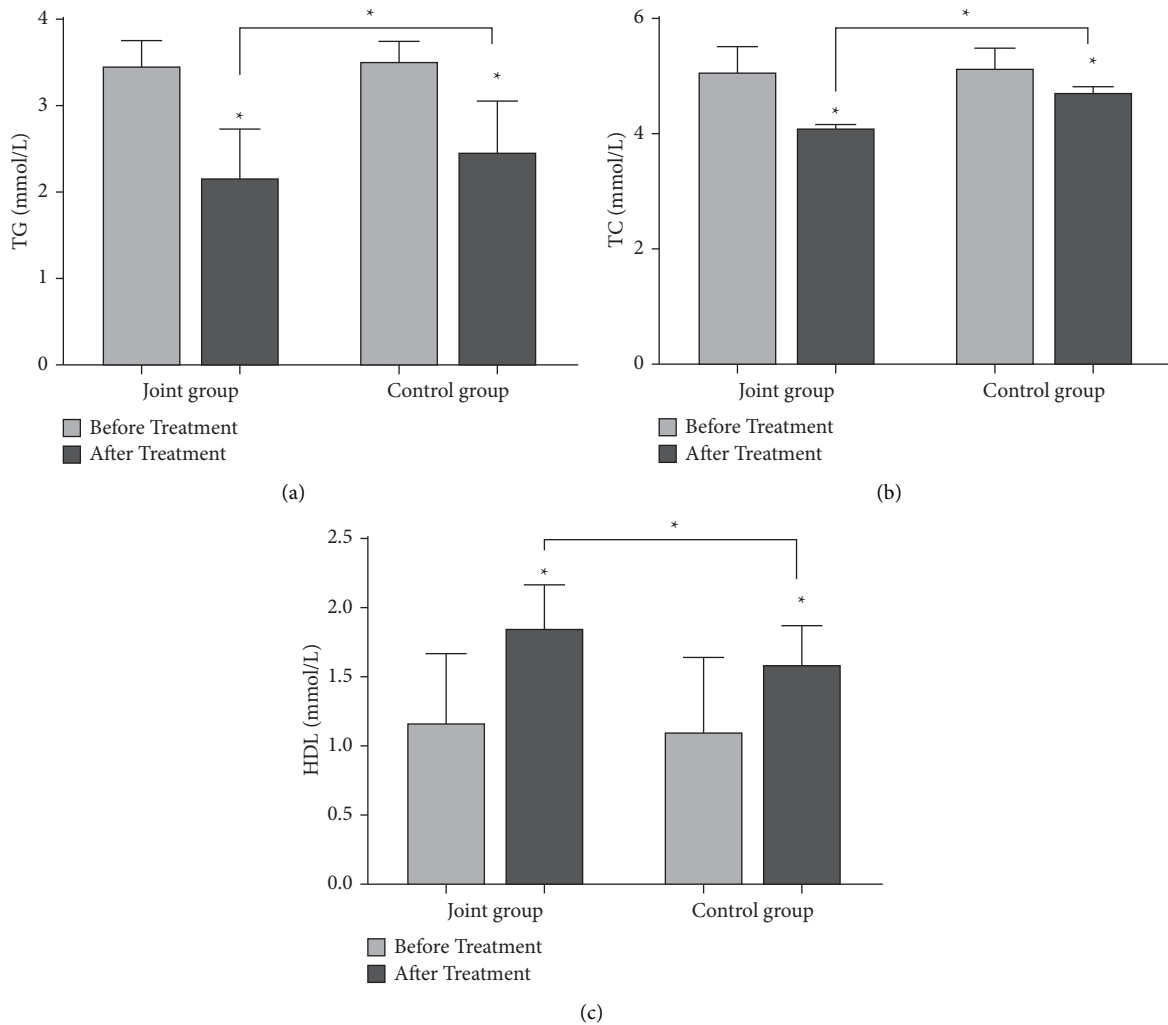 TG (mmol/L)
4
3
2
1
0
*
*
*
Joint group
Control group
Before Treatment
After Treatment
(a)
TC (mmol/L)
6
4
2
0
*
*
*
Joint group
Control group
Before Treatment
After Treatment
(b)
HDL (mmol/L)
2.5
2.0
1.5
1.0
0.5
0.0
*
*
*
Joint group
Control group
Before Treatment
After Treatment
(c)